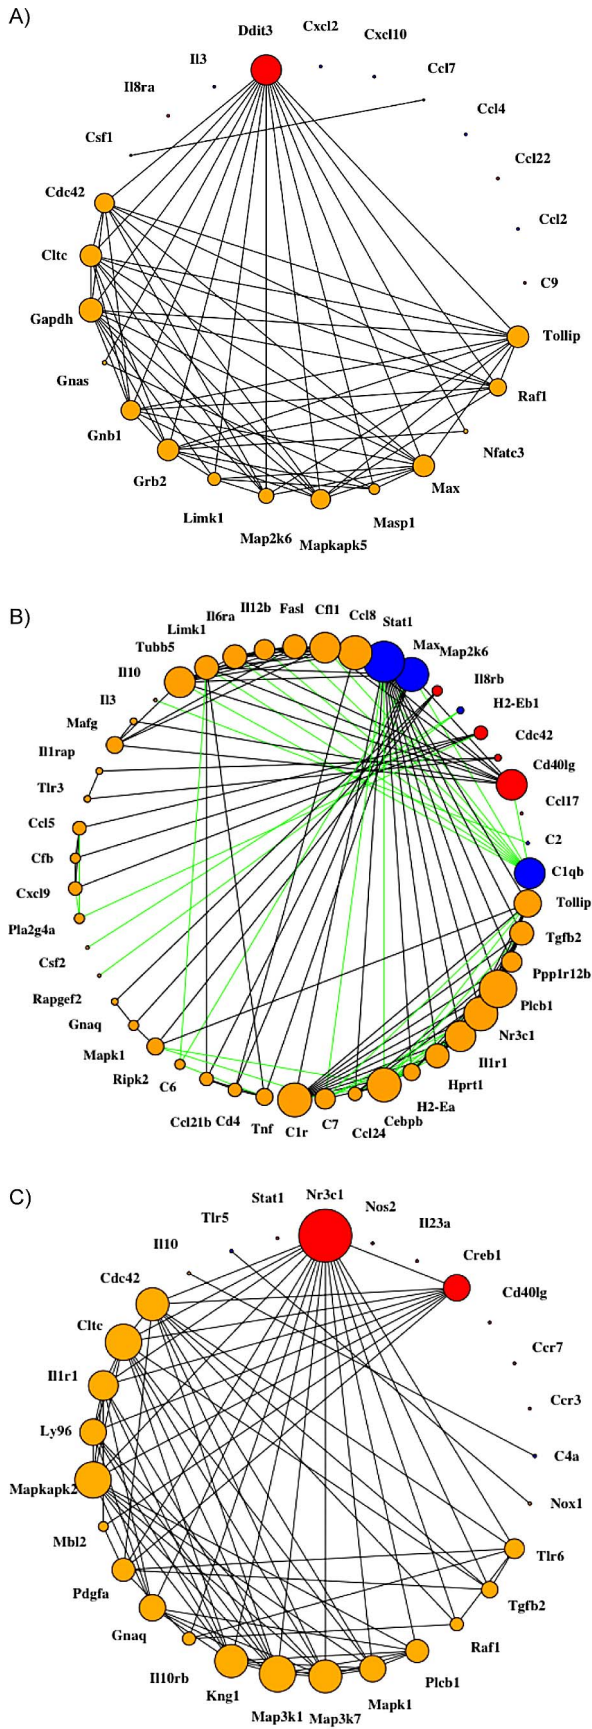 A)
Ddit3
Cxcl2
Cxcl10
Il3
Ccl7
Il8ra
Ccl4
Csf1
Ccl22
Cdc42
Ccl2
Cltc
C9
Gapdh
Tollip
Gnas
Raf1
Gnb1
Nfatc3
Grb2
Max
Limk1
Masp1
Map2k6
Mapkapk5
B)
Il12b
Fasl
Cfl1
Ccl8
Il6ra
Stat1
Limk1
Max
Map2k6
Tubb5
Il8rb
Il10
H2-Eb1
Il3
Cdc42
Mafg
Cd40lg
Il1rap
Ccl17
Tlr3
C2
Ccl5
C1qb
Cfb
Tollip
Cxcl9
Tgfb2
Pla2g4a
Ppp1r12b
Csf2
Plcb1
Rapgef2
Nr3c1
Gnaq
Il1r1
Mapk1
Hprt1
Ripk2
H2-Ea
C6
Cebpb
Ccl21b
Cd4
Tnf
C1r
C7
Ccl24
C)
Stat1
Nr3c1
Nos2
Tlr5
Il23a
Il10
Creb1
Cdc42
Cd40lg
Cltc
Ccr7
Il1r1
Ccr3
Ly96
C4a
Mapkapk2
Nox1
Mbl2
Tlr6
Pdgfa
Tgfb2
Gnaq
Raf1
Il10rb
Plcb1
Kng1
Mapk1
Map3k1
Map3k7